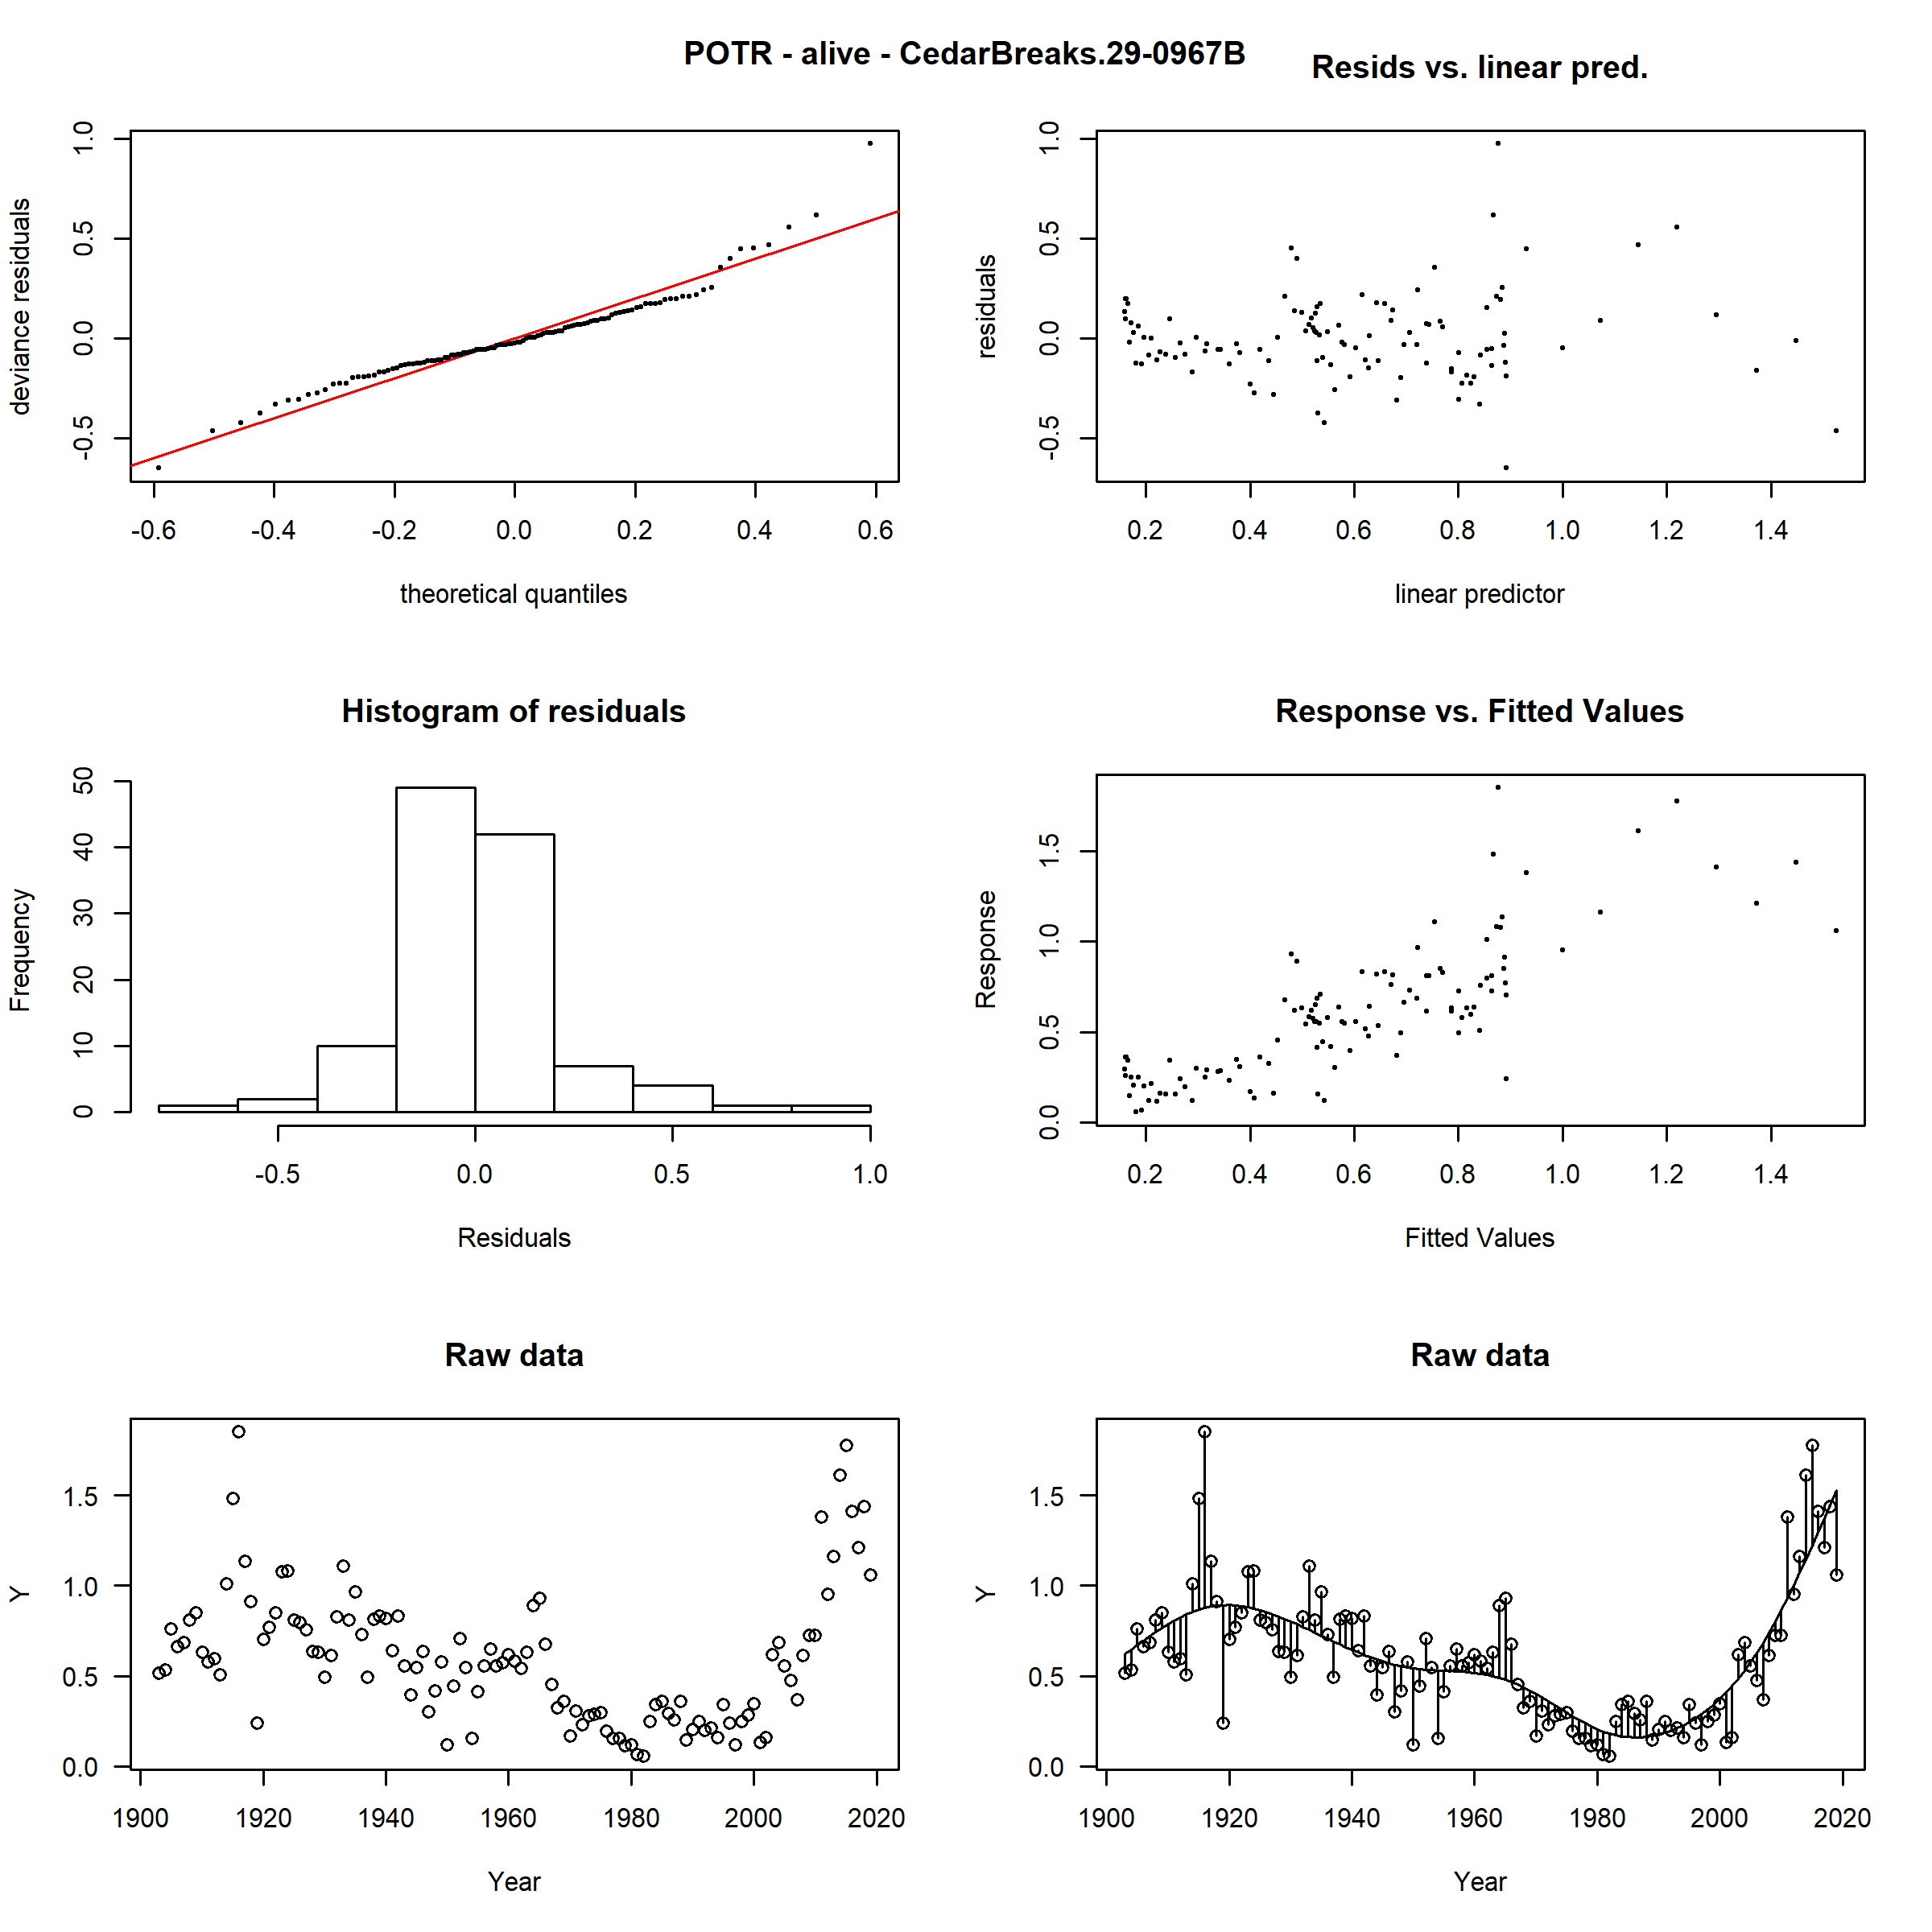 POTR - alive - CedarBreaks.29-0967B
Resids vs. linear pred.
deviance residuals
-0.5 0.0 0.5 1.0
-0.6 -0.4 -0.2 0.0 0.2 0.4 0.6
theoretical quantiles
residuals
-0.5 0.0 0.5 1.0
0.2 0.4 0.6 0.8 1.0 1.2 1.4
linear predictor
Histogram of residuals
Frequency
0 10 20 30 40 50
-0.5 0.0 0.5 1.0
Residuals
Response vs. Fitted Values
Response
0.0 0.5 1.0 1.5
0.2 0.4 0.6 0.8 1.0 1.2 1.4
Fitted Values
Raw data
Y
1.5
1.0
0.5
0.0
1900 1920 1940 1960 1980 2000 2020
Year
Raw data
Y
1.5
1.0
0.5
0.0
1900 1920 1940 1960 1980 2000 2020
Year